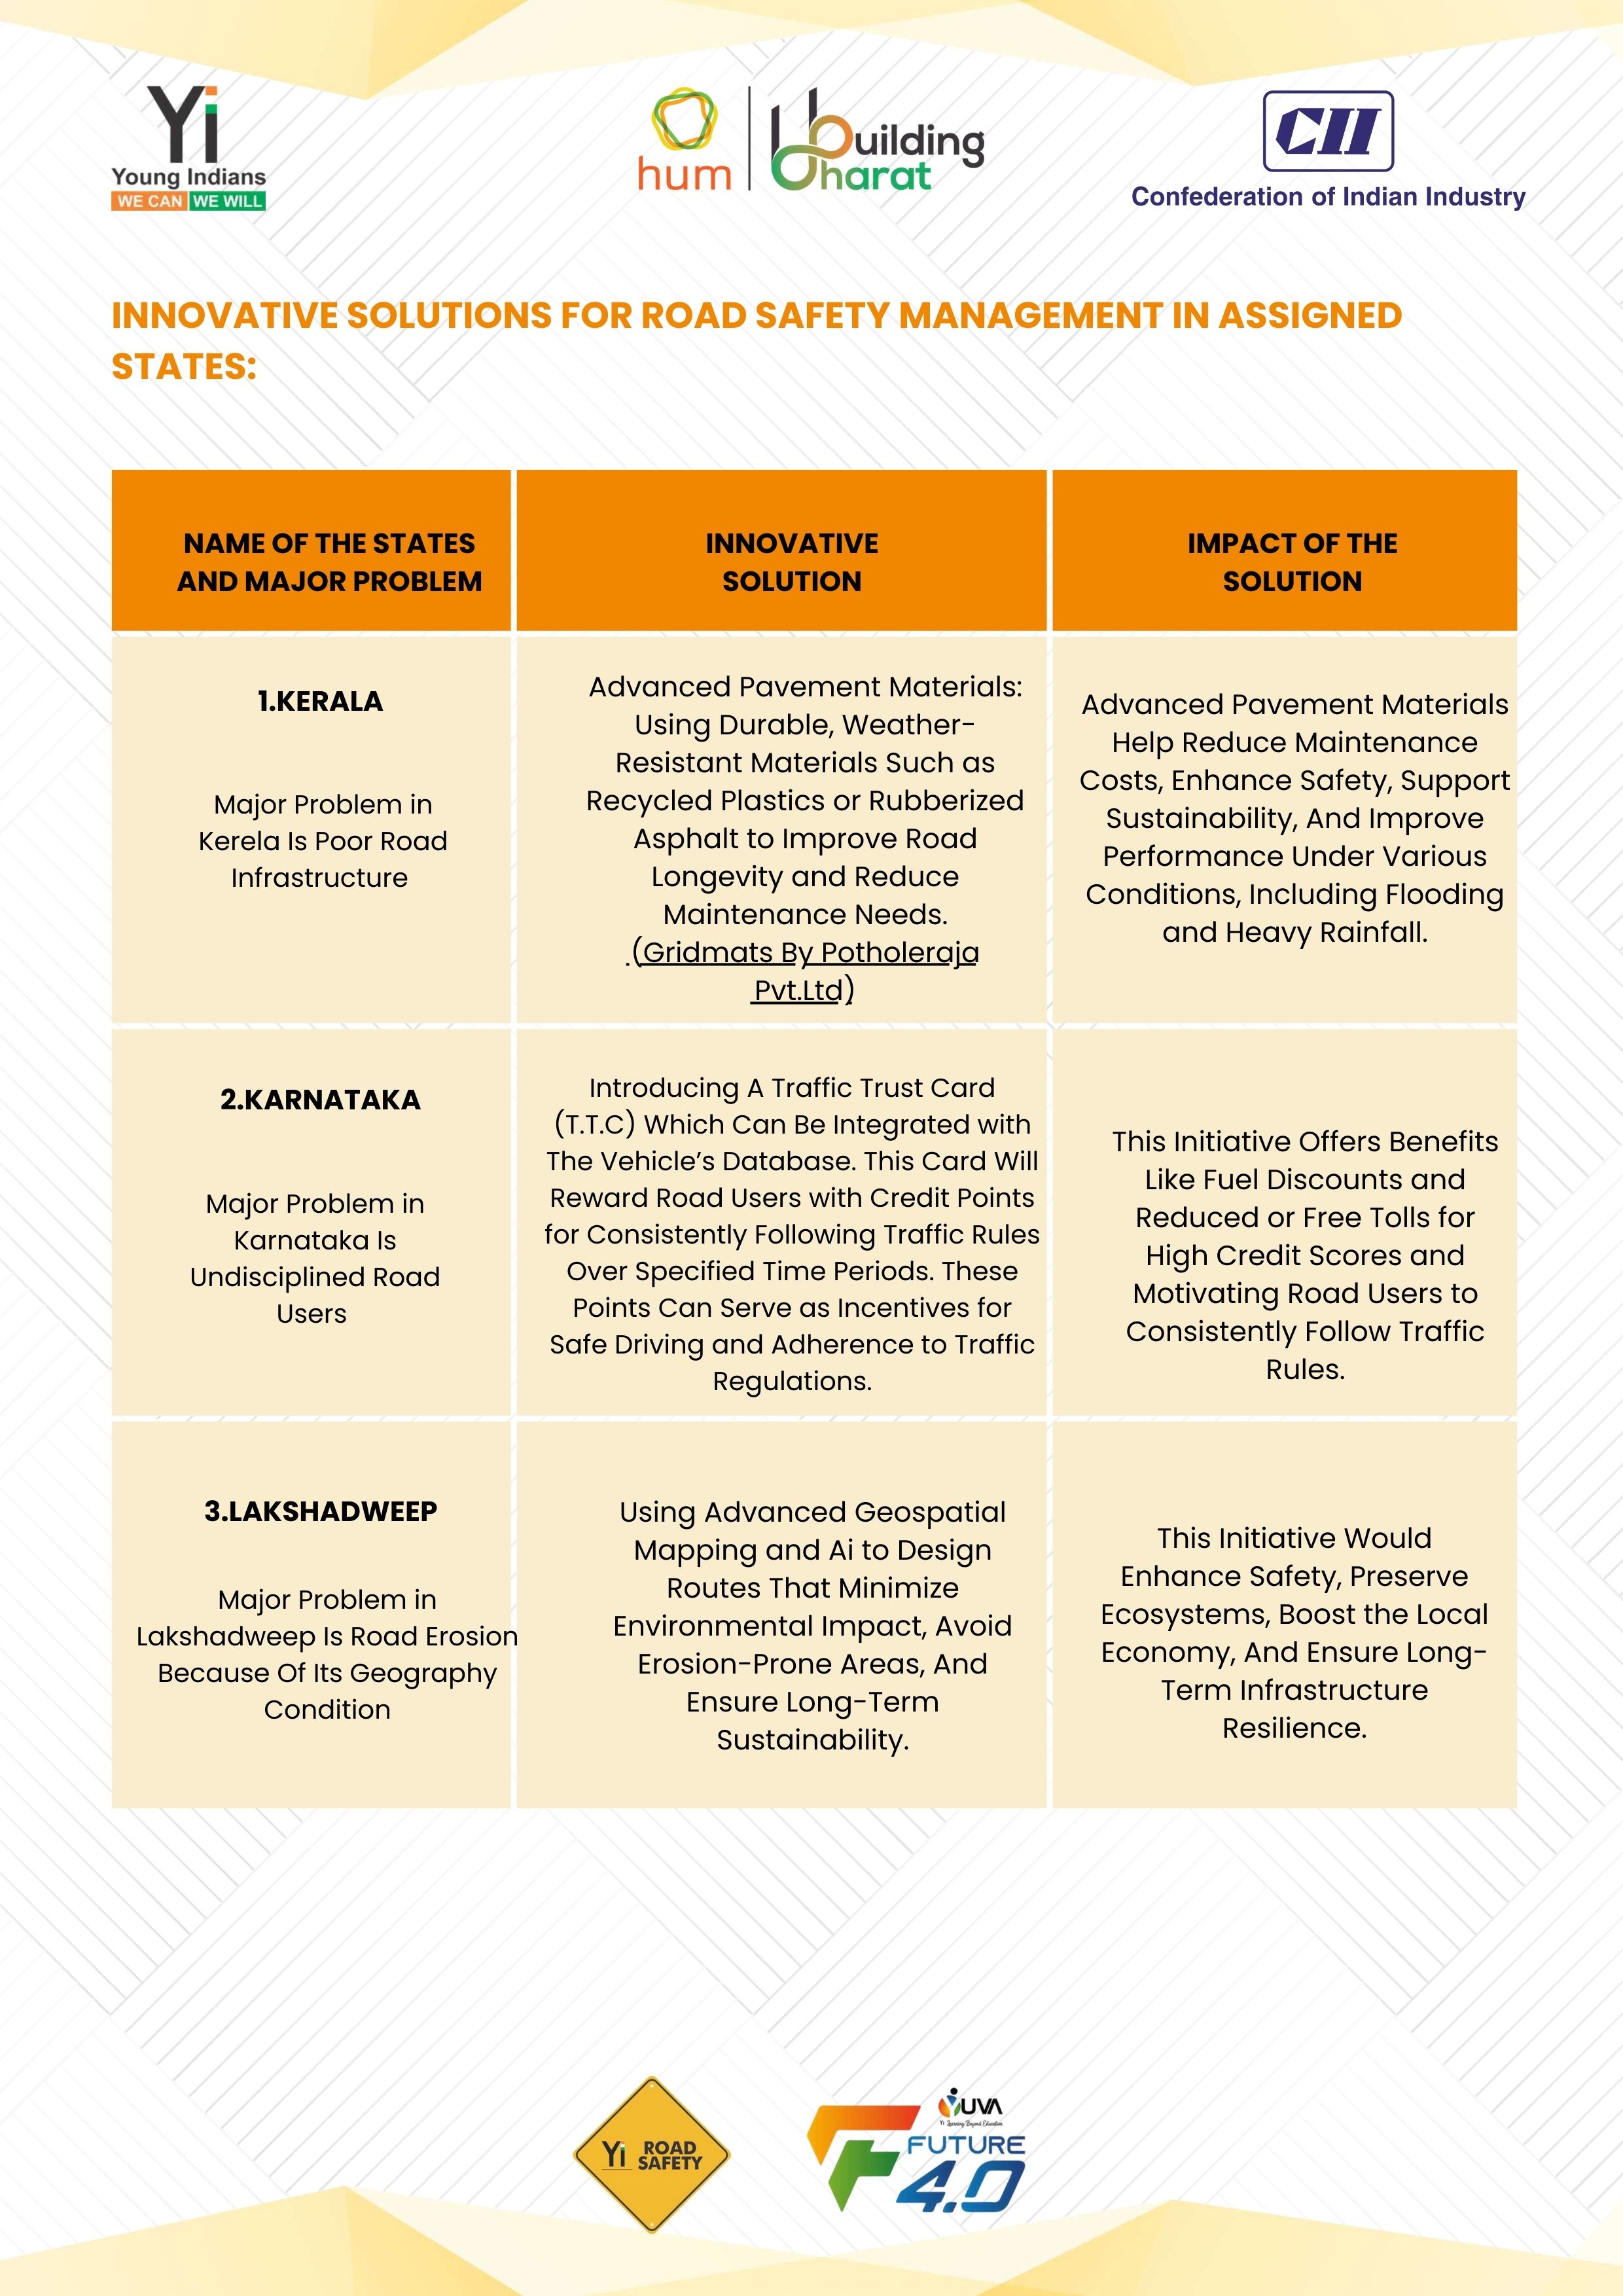 Yi
Young Indians
WE CAN WE WILL
hum
building
bharat
CII
Confederation of Indian Industry
INNOVATIVE SOLUTIONS FOR ROAD SAFETY MANAGEMENT IN ASSIGNED
STATES:
NAME OF THE STATES
AND MAJOR PROBLEM
INNOVATIVE
SOLUTION
IMPACT OF THE
SOLUTION
1.KERALA
Major Problem in
Kerela Is Poor Road
Infrastructure
Advanced Pavement Materials:
Using Durable, Weather-
Resistant Materials Such as
Recycled Plastics or Rubberized
Asphalt to Improve Road
Longevity and Reduce
Maintenance Needs.
(Gridmats By Potholeraja
Pvt.Ltd)
Advanced Pavement Materials
Help Reduce Maintenance
Costs, Enhance Safety, Support
Sustainability, And Improve
Performance Under Various
Conditions, Including Flooding
and Heavy Rainfall.
2.KARNATAKA
Major Problem in
Karnataka Is
Undisciplined Road
Users
Introducing A Traffic Trust Card
(T.T.C) Which Can Be Integrated with
The Vehicle’s Database. This Card Will
Reward Road Users with Credit Points
for Consistently Following Traffic Rules
Over Specified Time Periods. These
Points Can Serve as Incentives for
Safe Driving and Adherence to Traffic
Regulations.
This Initiative Offers Benefits
Like Fuel Discounts and
Reduced or Free Tolls for
High Credit Scores and
Motivating Road Users to
Consistently Follow Traffic
Rules.
3.LAKSHADWEEP
Major Problem in
Lakshadweep Is Road Erosion
Because Of Its Geography
Condition
Using Advanced Geospatial
Mapping and Ai to Design
Routes That Minimize
Environmental Impact, Avoid
Erosion-Prone Areas, And
Ensure Long-Term
Sustainability.
This Initiative Would
Enhance Safety, Preserve
Ecosystems, Boost the Local
Economy, And Ensure Long-
Term Infrastructure
Resilience.
Yi ROAD
SAFETY
YUVA
Yi Learning Beyond Education
FUTURE
4.0